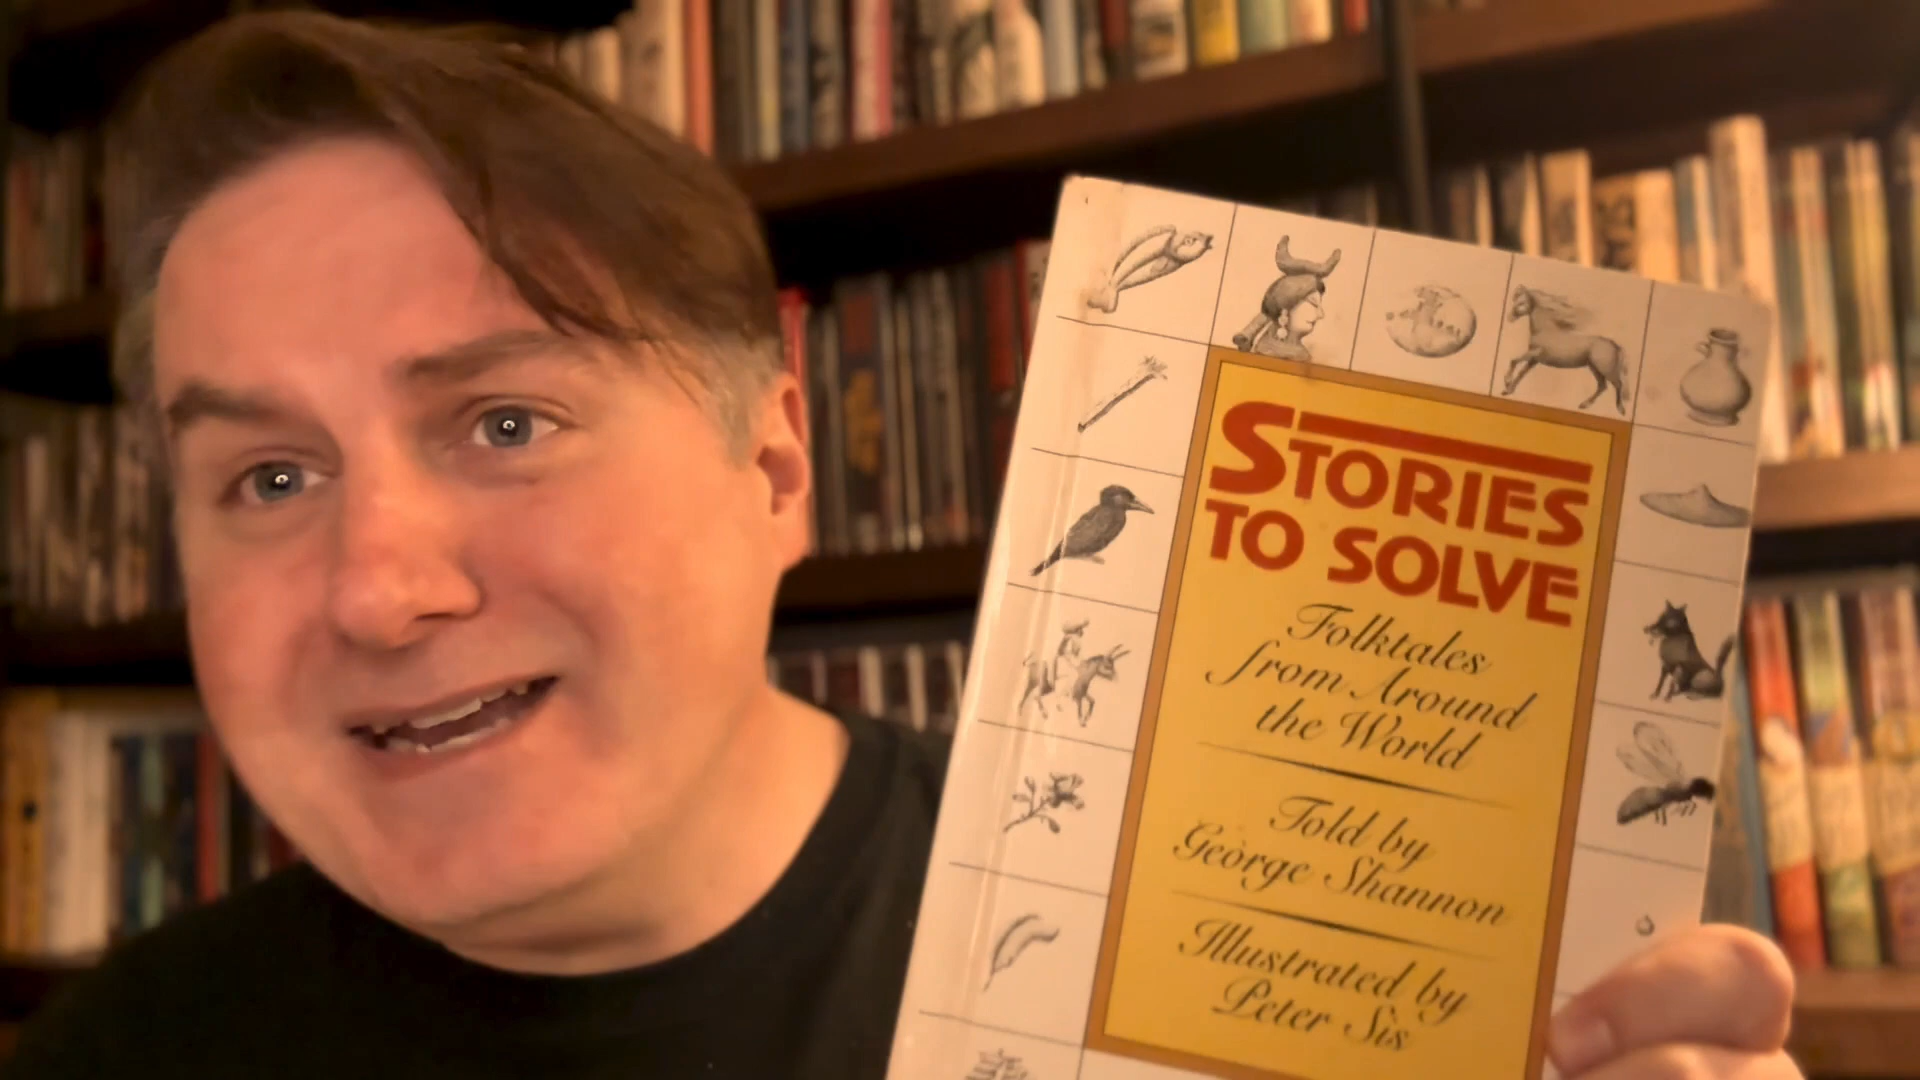 STORIES
TO SOLVE
Folktales
from Around
the World
Told by
George Shannon
Illustrated by
Peter Sis